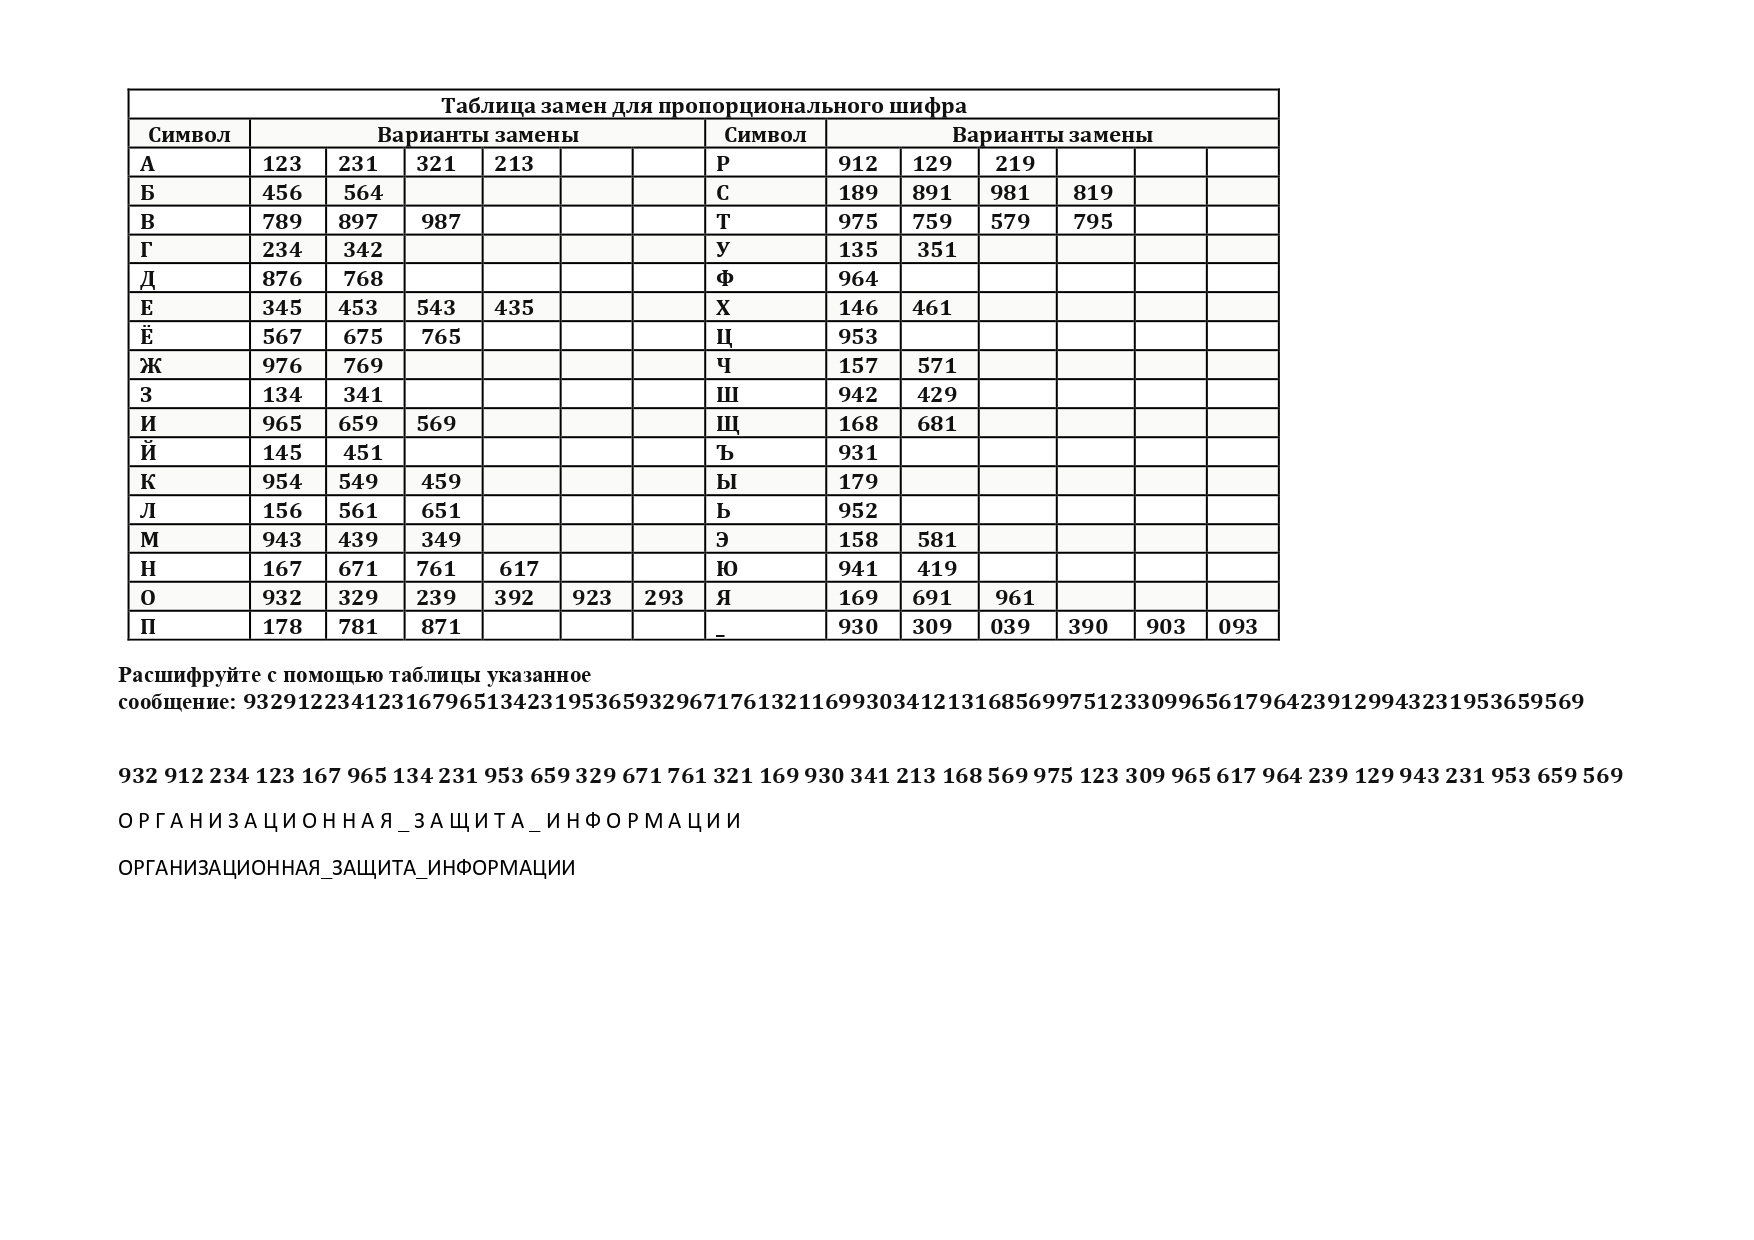 Таблица замен для пропорционального шифра
Символ Варианты замены Символ Варианты замены
А 123 231 321 213 Р 912 129 219
Б 456 564 С 189 891 981 819
В 789 897 987 Т 975 759 579 795
Г 234 342 У 135 351
Д 876 768 Ф 964
Е 345 453 543 435 Х 146 461
Ё 567 675 765 Ц 953
Ж 976 769 Ч 157 571
З 134 341 Ш 942 429
И 965 659 569 Щ 168 681
Й 145 451 Ъ 931
К 954 549 459 Ы 179
Л 156 561 651 Ь 952
М 943 439 349 Э 158 581
Н 167 671 761 617 Ю 941 419
О 932 329 239 392 923 293 Я 169 691 961
П 178 781 871 _ 930 309 039 390 903 093
Расшифруйте с помощью таблицы указанное
сообщение: 932912234123167965134231953659329671761321169930341213168569975123309965617964239129943231953659569
932 912 234 123 167 965 134 231 953 659 329 671 761 321 169 930 341 213 168 569 975 123 309 965 617 964 239 129 943 231 953 659 569
О Р Г А Н И З А Ц И О Н Н А Я _ З А Щ И Т А _ И Н Ф О Р М А Ц И И
ОРГАНИЗАЦИОННАЯ_ЗАЩИТА_ИНФОРМАЦИИ